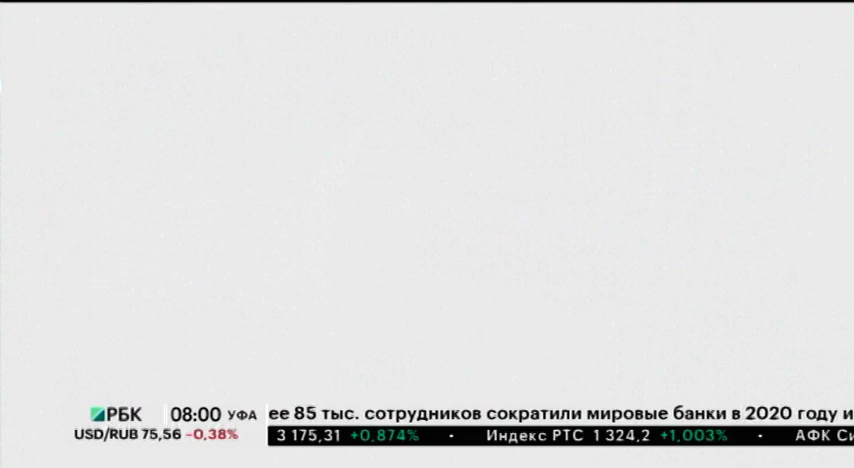 РБК 08:00 УФА ее 85 тыс. сотрудников сократили мировые банки в 2020 году и
USD/RUB 75,56 -0,38% 3 175,31 +0,874% · Индекс РТС 1 324,2 +1,003% · АФК Си